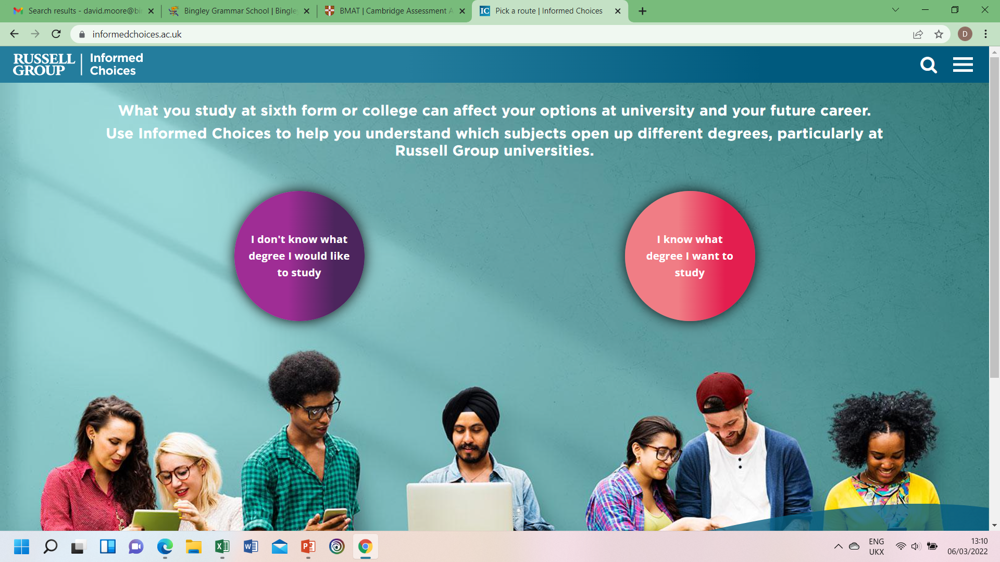 Search results - david.moore@bi
Bingley Grammar School | Bingle
BMAT | Cambridge Assessment A
IC Pick a route | Informed Choices
informedchoices.ac.uk
D
RUSSELL
GROUP
Informed
Choices
What you study at sixth form or college can affect your options at university and your future career.
Use Informed Choices to help you understand which subjects open up different degrees, particularly at
Russell Group universities.
I don't know what
degree I would like
to study
I know what
degree I want to
study
ENG
UKX
13:10
06/03/2022